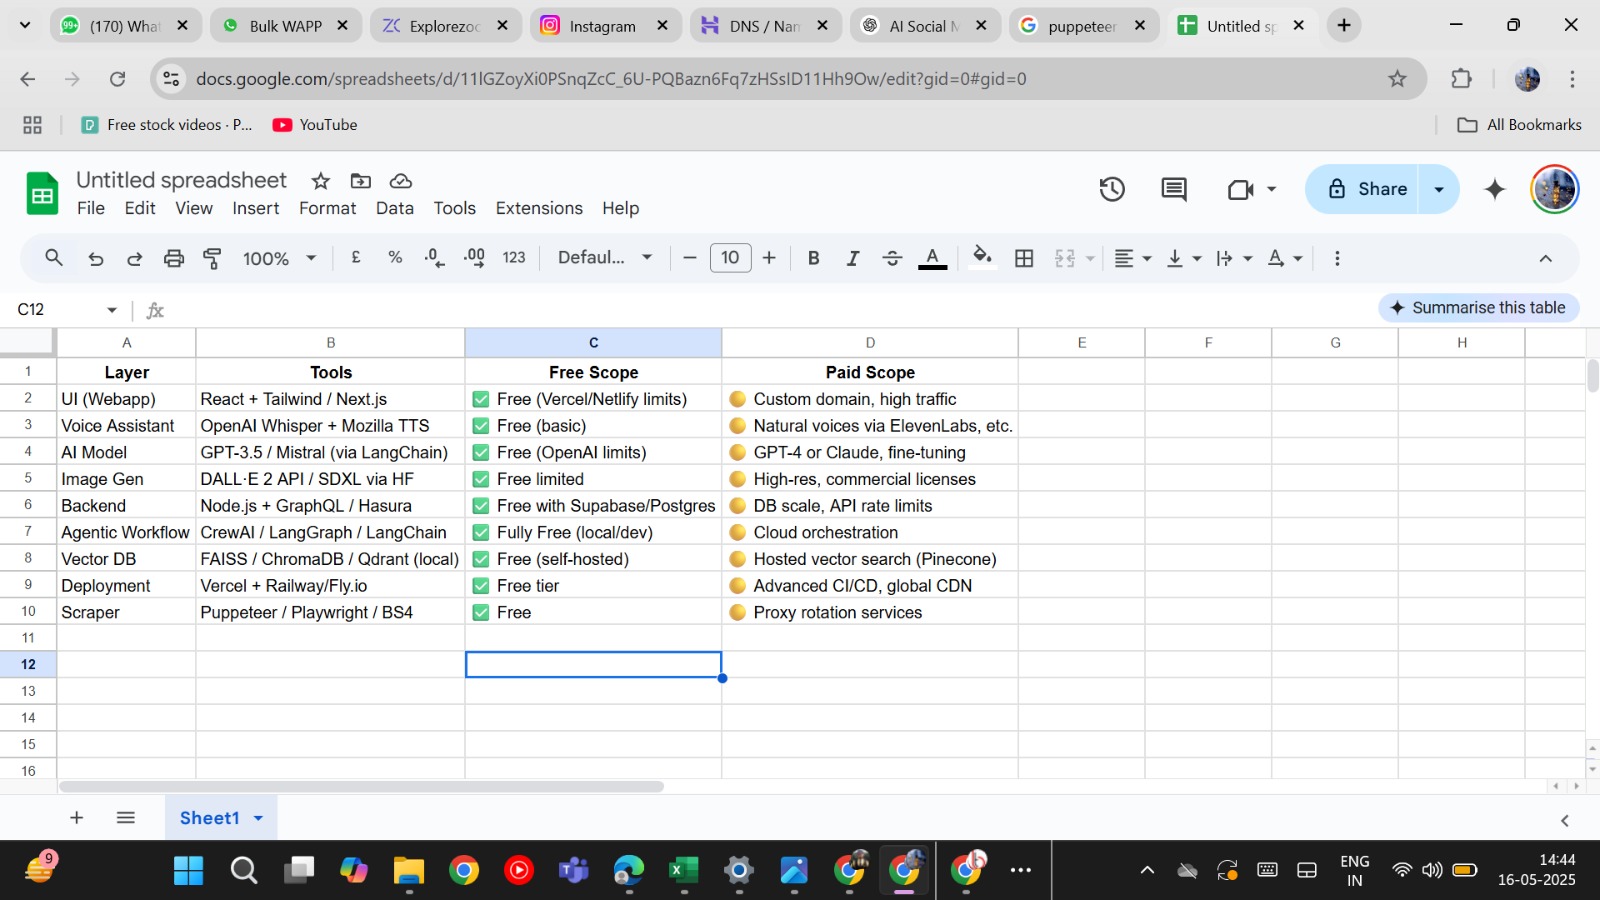 (170) What
Bulk WAPP
Explorezoc
Instagram
DNS / Nam
AI Social M
puppeteer
Untitled sp
docs.google.com/spreadsheets/d/11IGZoyXi0PSnqZcC_6U-PQBazn6Fq7zHSsID11Hh9Ow/edit?gid=0#gid=0
Free stock videos · P...
YouTube
All Bookmarks
Untitled spreadsheet
File Edit View Insert Format Data Tools Extensions Help
Share
100% £ % .0 .00 123 Defaul... 10 B I A
C12
Summarise this table
A B C D E F G H
1 Layer Tools Free Scope Paid Scope
2 UI (Webapp) React + Tailwind / Next.js ✅ Free (Vercel/Netlify limits) 🟡 Custom domain, high traffic
3 Voice Assistant OpenAI Whisper + Mozilla TTS ✅ Free (basic) 🟡 Natural voices via ElevenLabs, etc.
4 AI Model GPT-3.5 / Mistral (via LangChain) ✅ Free (OpenAI limits) 🟡 GPT-4 or Claude, fine-tuning
5 Image Gen DALL·E 2 API / SDXL via HF ✅ Free limited 🟡 High-res, commercial licenses
6 Backend Node.js + GraphQL / Hasura ✅ Free with Supabase/Postgres 🟡 DB scale, API rate limits
7 Agentic Workflow CrewAI / LangGraph / LangChain ✅ Fully Free (local/dev) 🟡 Cloud orchestration
8 Vector DB FAISS / ChromaDB / Qdrant (local) ✅ Free (self-hosted) 🟡 Hosted vector search (Pinecone)
9 Deployment Vercel + Railway/Fly.io ✅ Free tier 🟡 Advanced CI/CD, global CDN
10 Scraper Puppeteer / Playwright / BS4 ✅ Free 🟡 Proxy rotation services
11
12
13
14
15
16
Sheet1
9
ENG
IN
14:44
16-05-2025